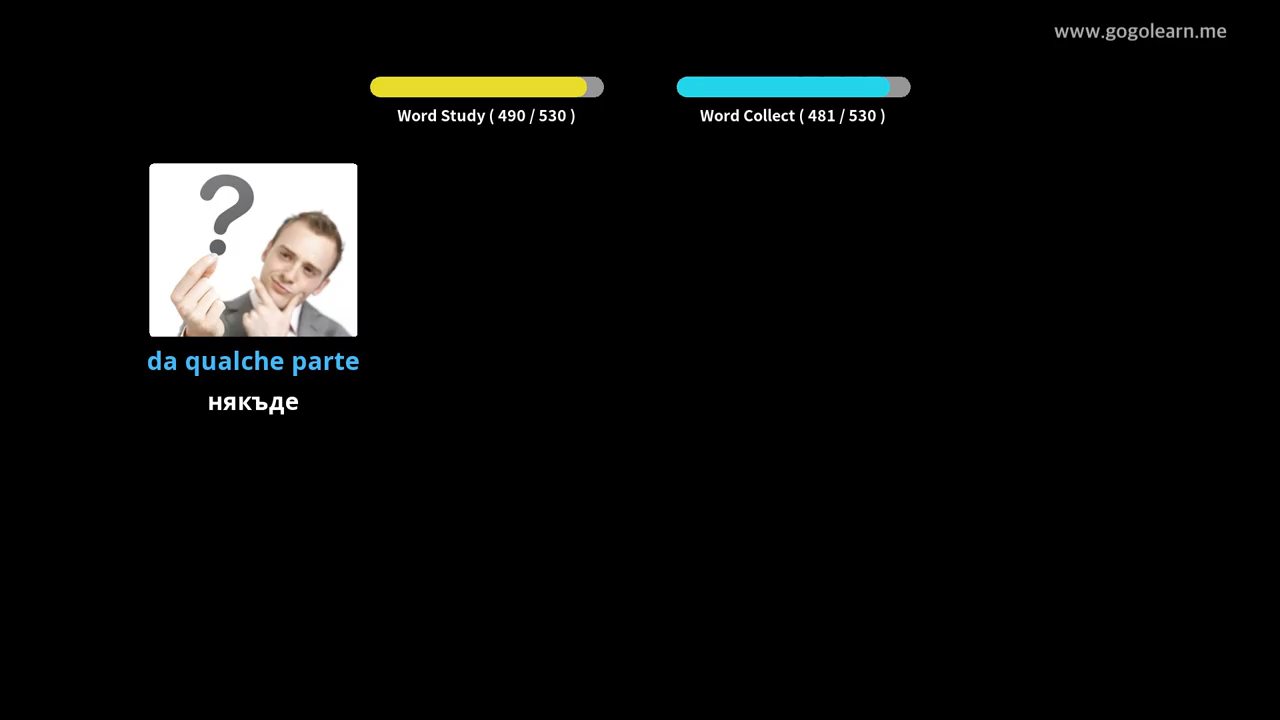 www.gogolearn.me
Word Study ( 490 / 530 )
Word Collect ( 481 / 530 )
da qualche parte
някъде